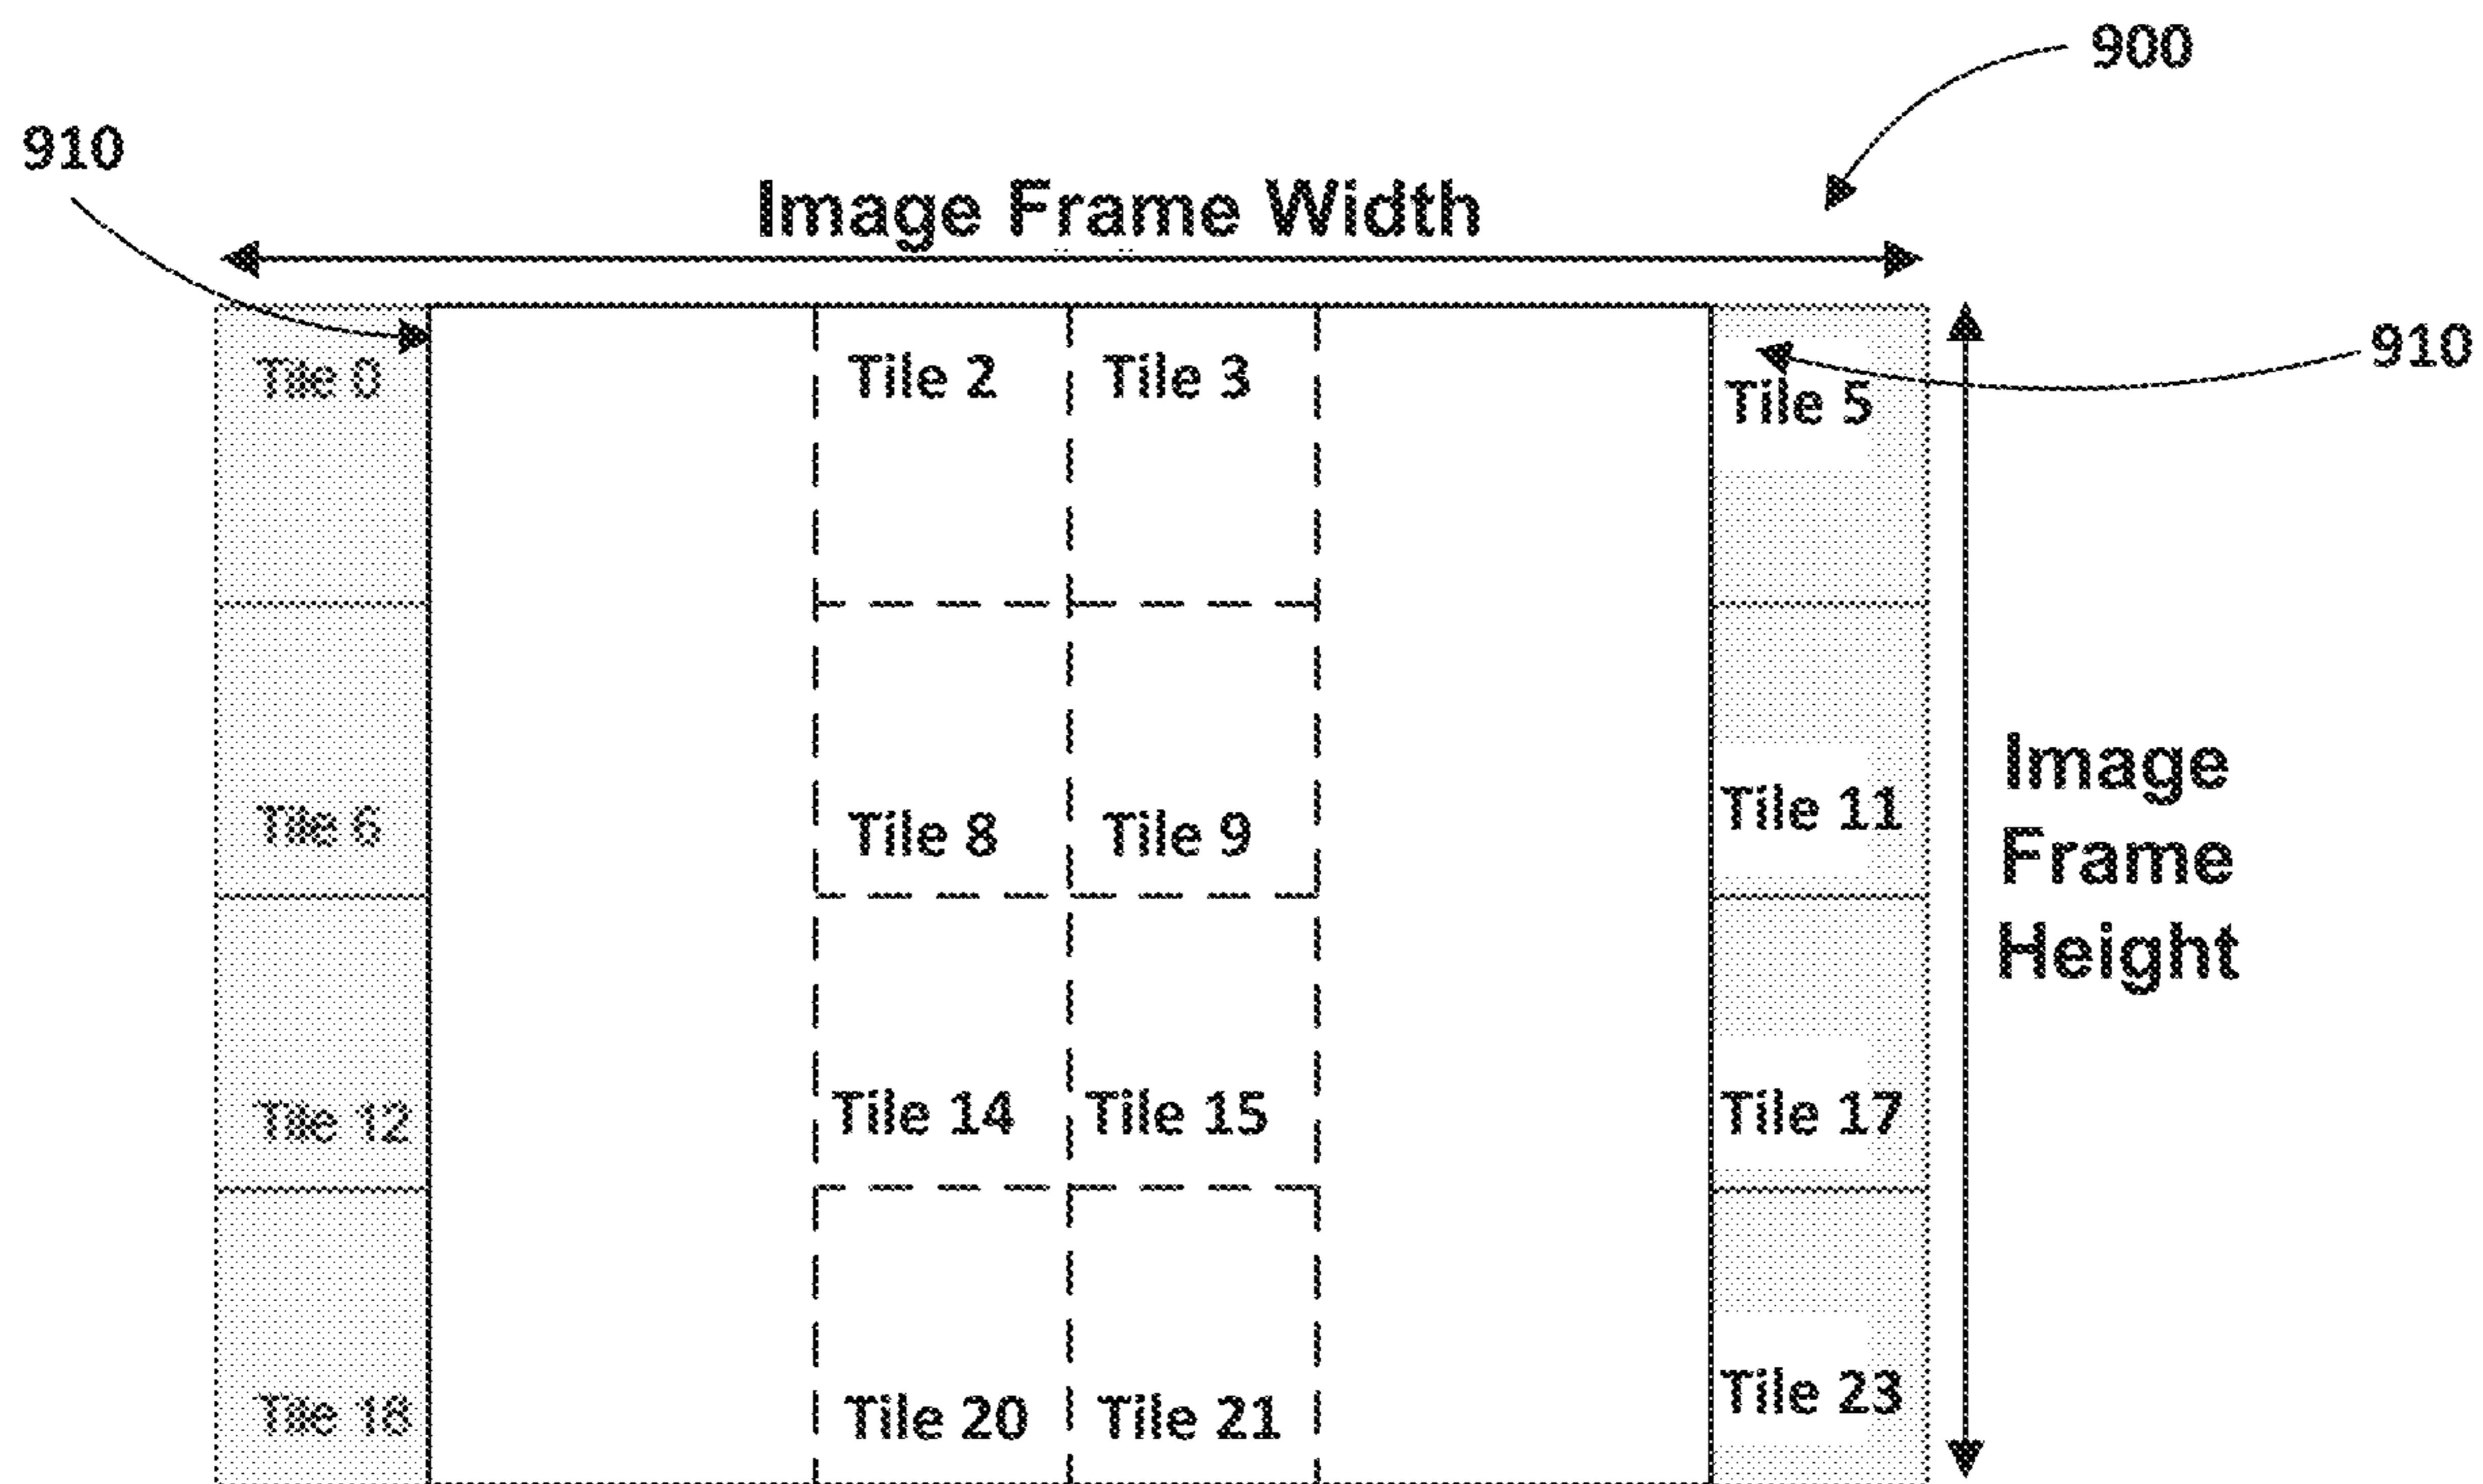 900
910
Image Frame Width
910
Tile 0
Tile 2
Tile 3
Tile 5
Tile 6
Tile 8
Tile 9
Tile 11
Image
Frame
Height
Tile 12
Tile 14
Tile 15
Tile 17
Tile 18
Tile 20
Tile 21
Tile 23